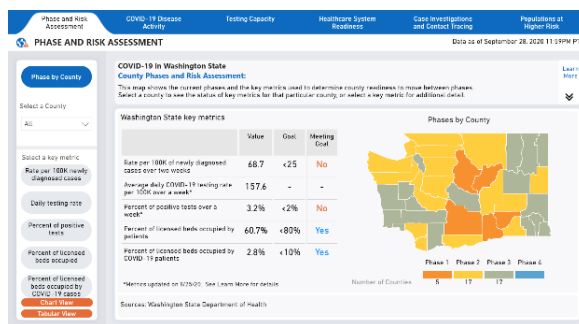 Phase and Risk
Assessment
COVID-19 Disease
Activity
Testing Capacity
Healthcare System
Readiness
Case Investigations
and Contact Tracing
Populations at
Higher Risk
PHASE AND RISK ASSESSMENT
Data as of September 28, 2020 11:59PM PT
Phase by County
Select a County
All
Select a key metric
Rate per 100K newly
diagnosed cases
Daily testing rate
Percent of positive
tests
Percent of licensed
beds occupied
Percent of licensed
beds occupied by
COVID-19 cases
Chart View
Tabular View
COVID-19 in Washington State
County Phases and Risk Assessment:
This map shows the current phases and the key metrics used to determine county readiness to move between phases.
Select a county to see the status of key metrics for that particular county, or select a key metric for additional detail.
Learn
More
Washington State key metrics
Value Goal Meeting
Goal
Rate per 100K of newly diagnosed
cases over two weeks
68.7 <25 No
Average daily COVID-19 testing rate
per 100K over a week*
157.6 - -
Percent of positive tests over a
week*
3.2% <2% No
Percent of licensed beds occupied by
patients
60.7% <80% Yes
Percent of licensed beds occupied by
COVID-19 patients
2.8% <10% Yes
*Metrics updated on 8/25/20. See Learn More for details
Phases by County
Phase 1 Phase 2 Phase 3 Phase 4
Number of Counties 5 17 17
Sources: Washington State Department of Health